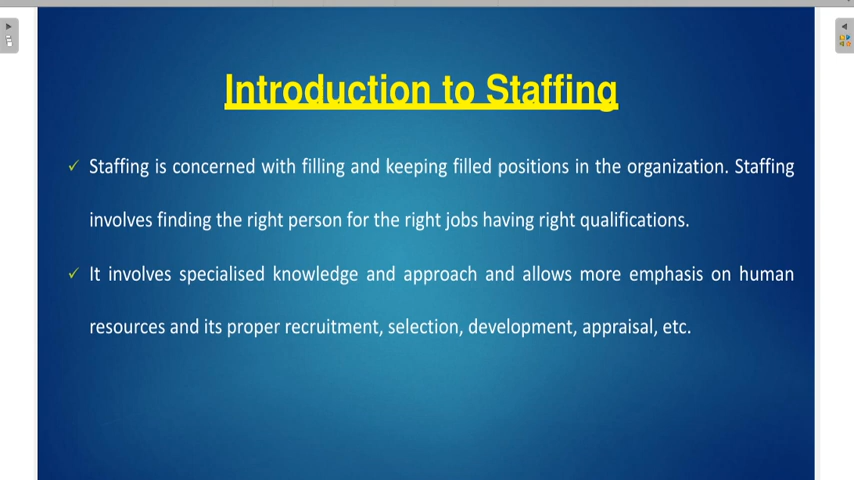 Introduction to Staffing
✓ Staffing is concerned with filling and keeping filled positions in the organization. Staffing
involves finding the right person for the right jobs having right qualifications.
✓ It involves specialised knowledge and approach and allows more emphasis on human
resources and its proper recruitment, selection, development, appraisal, etc.